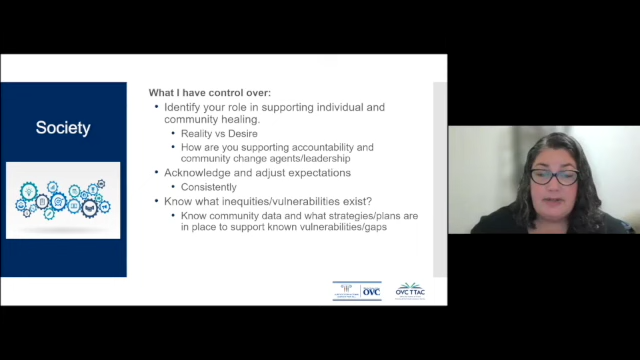 Society
What I have control over:
• Identify your role in supporting individual and
community healing.
• Reality vs Desire
• How are you supporting accountability and
community change agents/leadership
• Acknowledge and adjust expectations
• Consistently
• Know what inequities/vulnerabilities exist?
• Know community data and what strategies/plans are
in place to support known vulnerabilities/gaps
OVC
OVC TTAC